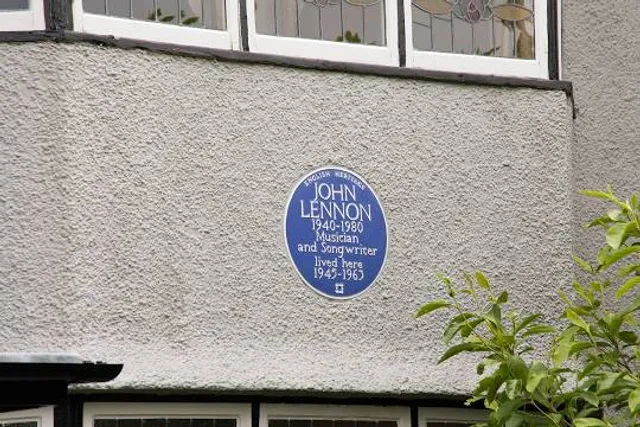 ENGLISH HERITAGE
JOHN
LENNON
1940-1980
Musician
and Songwriter
lived here
1945-1963